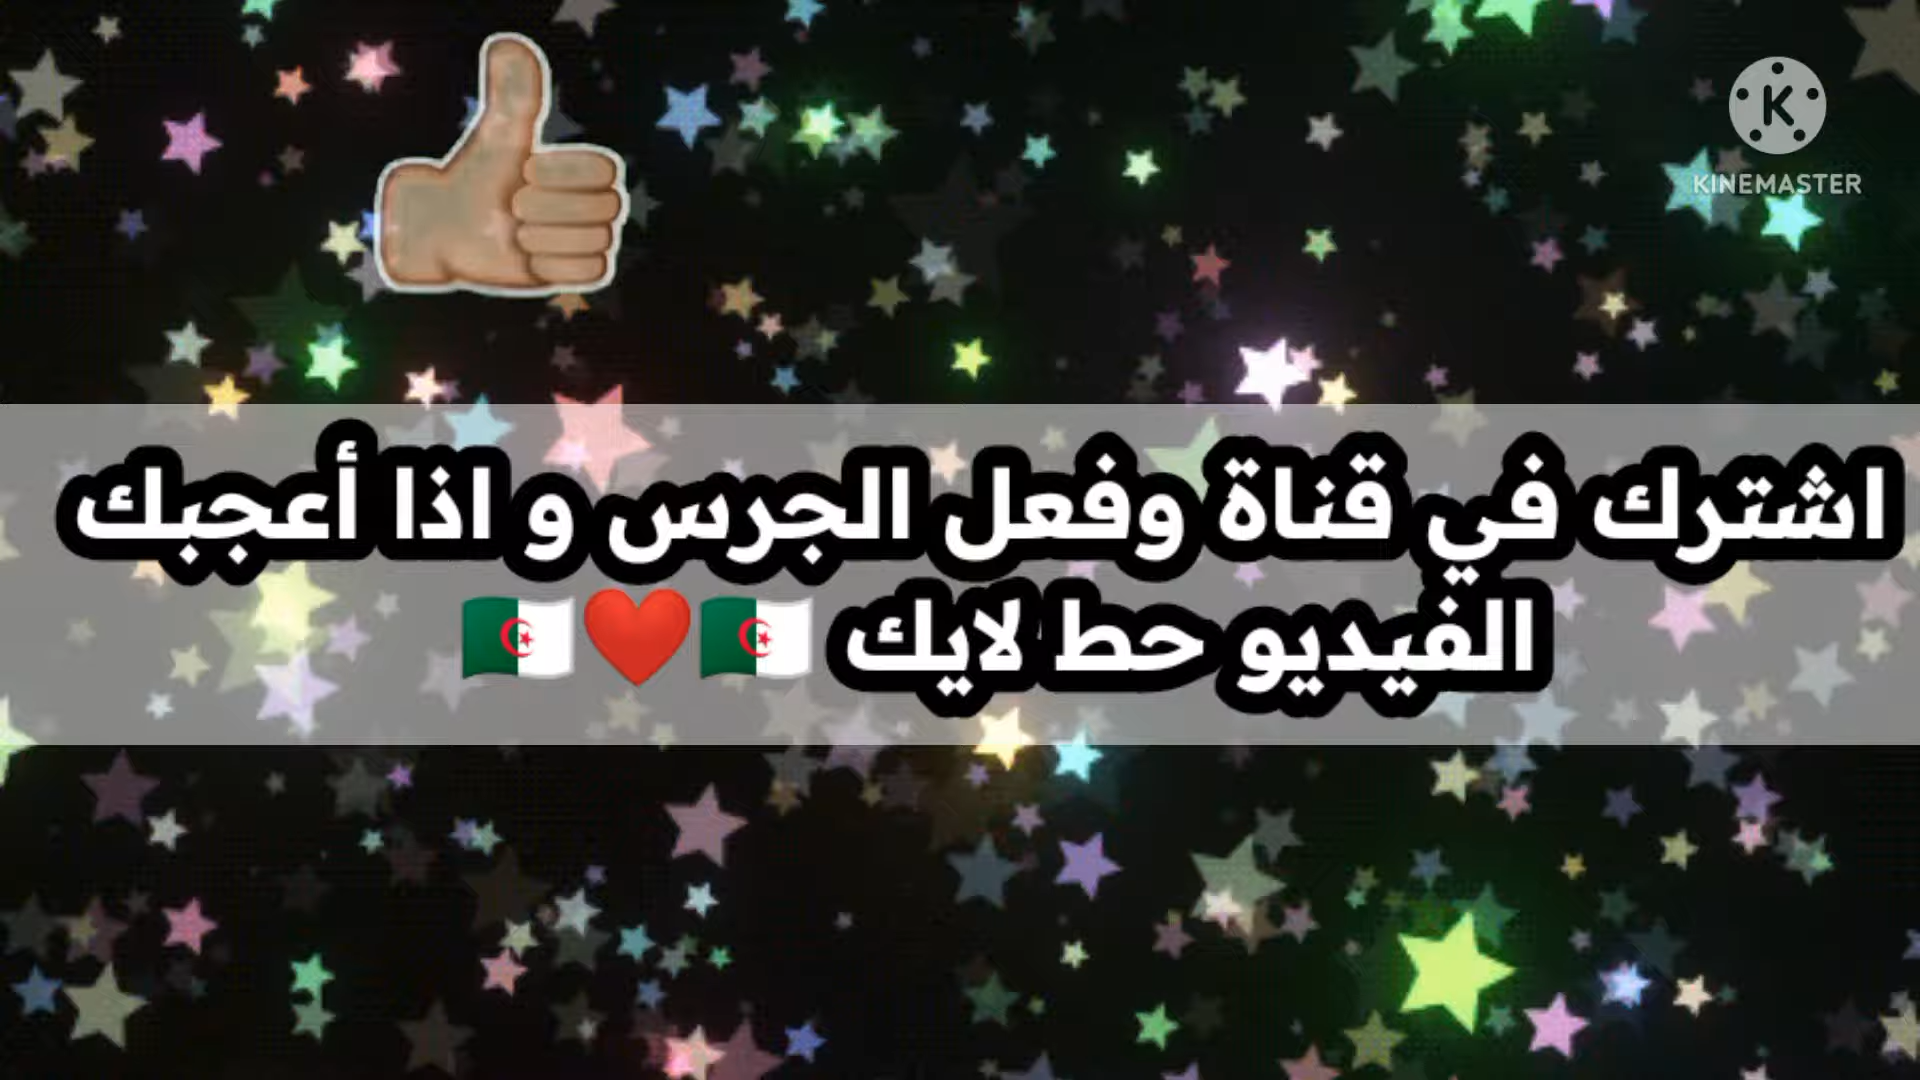 KINEMASTER
اشترك في قناة وفعل الجرس و اذا أعجبك
الفيديو حط لايك 🇩🇿❤️🇩🇿